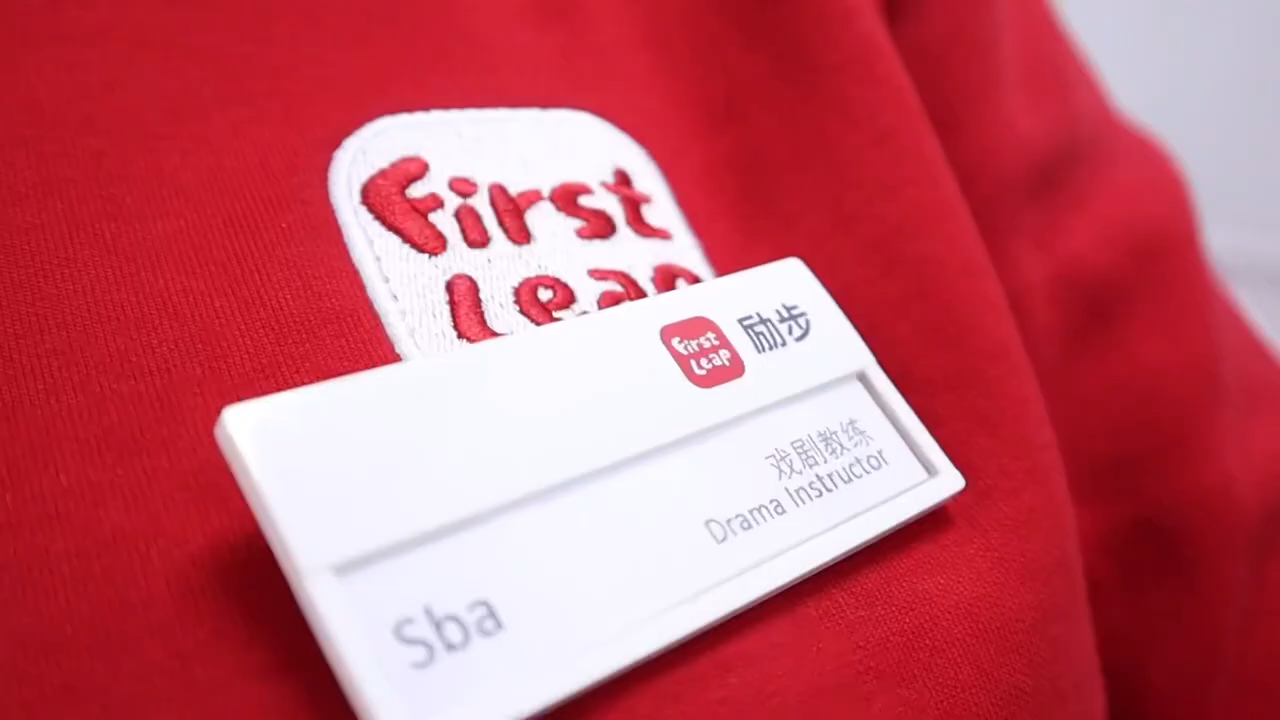 First
Leap
First
Leap
励步
戏剧教练
Drama Instructor
Sba